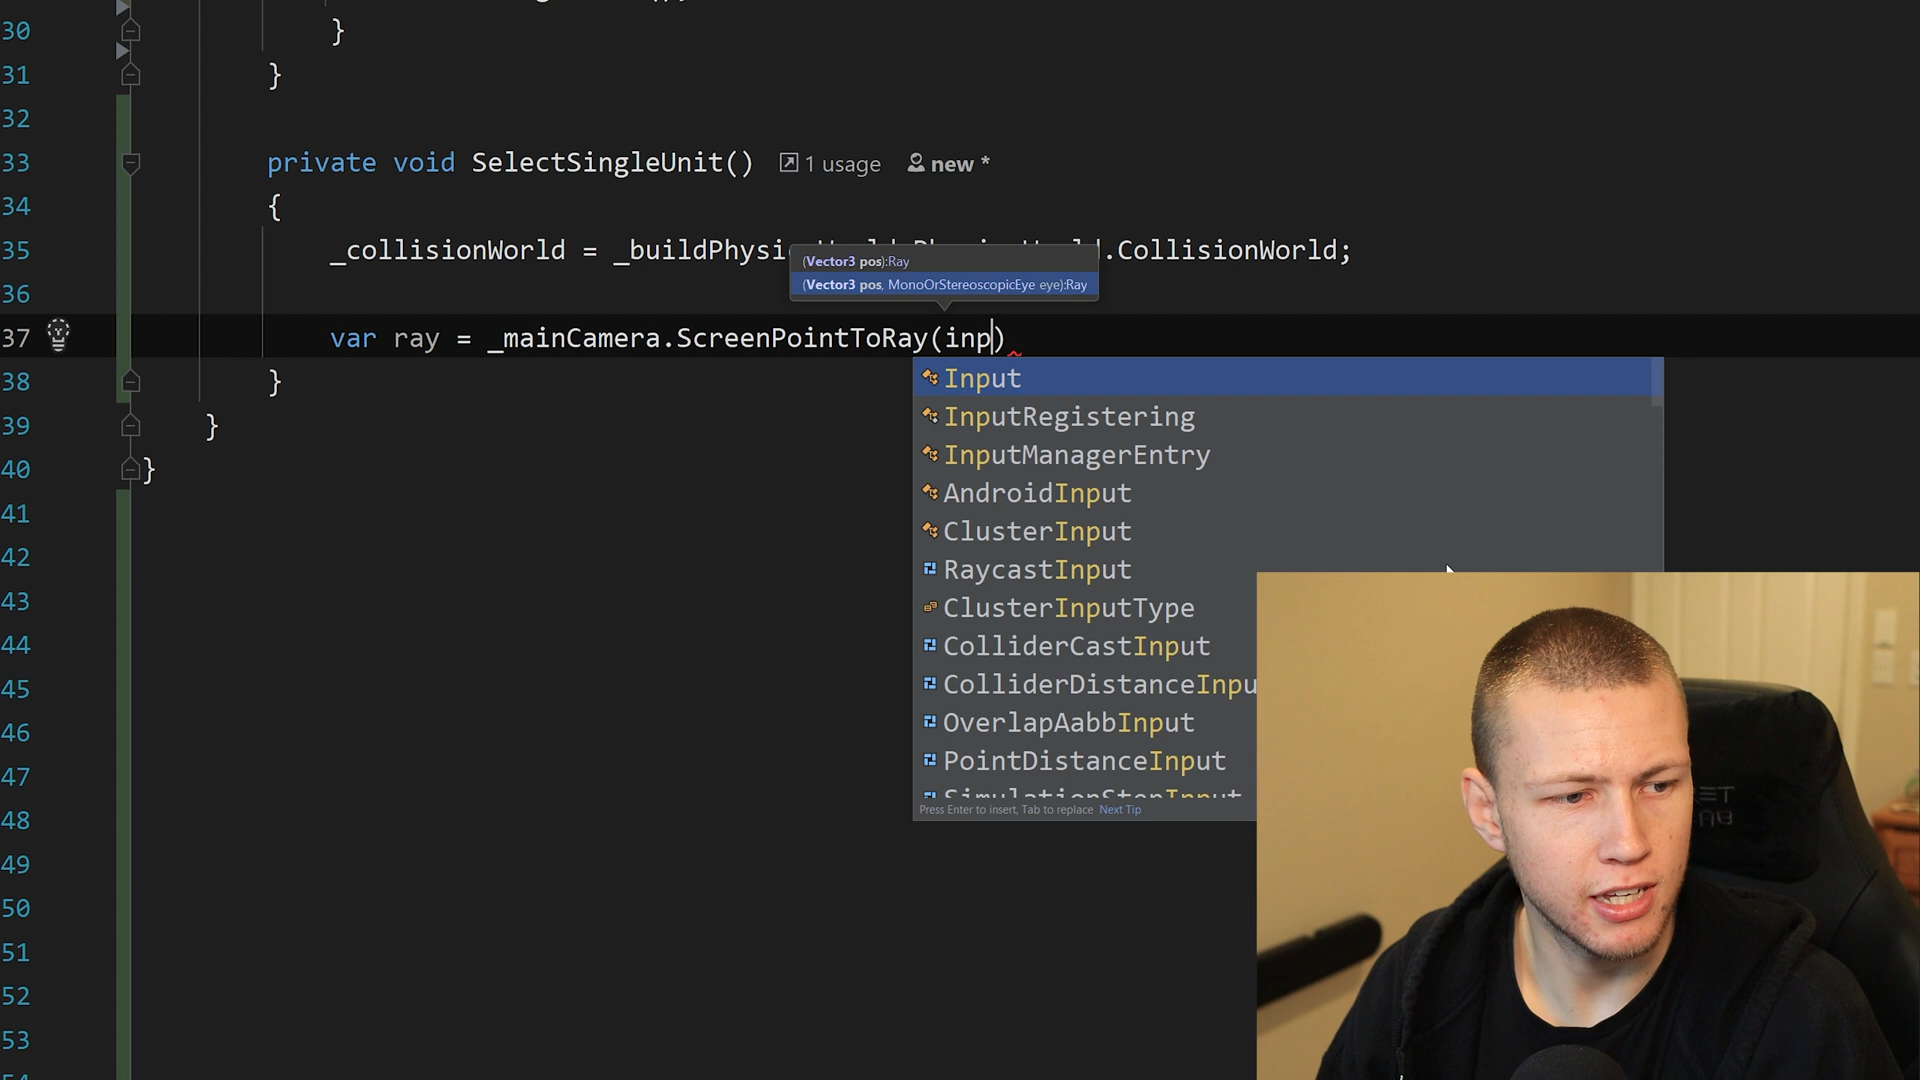 30 }
31 }
32
33 private void SelectSingleUnit() 1 usage new *
34 {
35 _collisionWorld = .CollisionWorld;
(Vector3 pos):Ray
(Vector3 pos, MonoOrStereoscopicEye eye):Ray
36
37 var ray = _mainCamera.ScreenPointToRay(inp)
Input
38 }
InputRegistering
39 }
InputManagerEntry
40 }
AndroidInput
41
ClusterInput
42
RaycastInput
43
ClusterInputType
44
ColliderCastInput
45
ColliderDistanceInpu
46
OverlapAabbInput
47
PointDistanceInput
48
Press Enter to insert, Tab to replace Next Tip
49
50
51
52
53